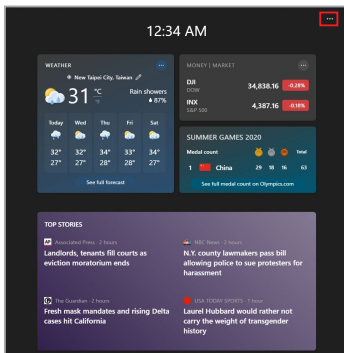 12:34 AM
WEATHER
New Taipei City, Taiwan
31 °C
°F
Rain showers
87%
Today Wed Thu Fri Sat
32° 32° 34° 33° 34°
27° 27° 28° 28° 27°
See full forecast
MONEY | MARKET
DJI
DOW
34,838.16 -0.28%
INX
S&P 500
4,387.16 -0.18%
SUMMER GAMES 2020
Medal count Total
1 China 29 18 16 63
See full medal count on Olympics.com
TOP STORIES
AP Associated Press · 2 hours
Landlords, tenants fill courts as
eviction moratorium ends
NBC News · 2 hours
N.Y. county lawmakers pass bill
allowing police to sue protesters for
harassment
The Guardian · 2 hours
Fresh mask mandates and rising Delta
cases hit California
USA TODAY SPORTS · 1 hour
Laurel Hubbard would rather not
carry the weight of transgender
history